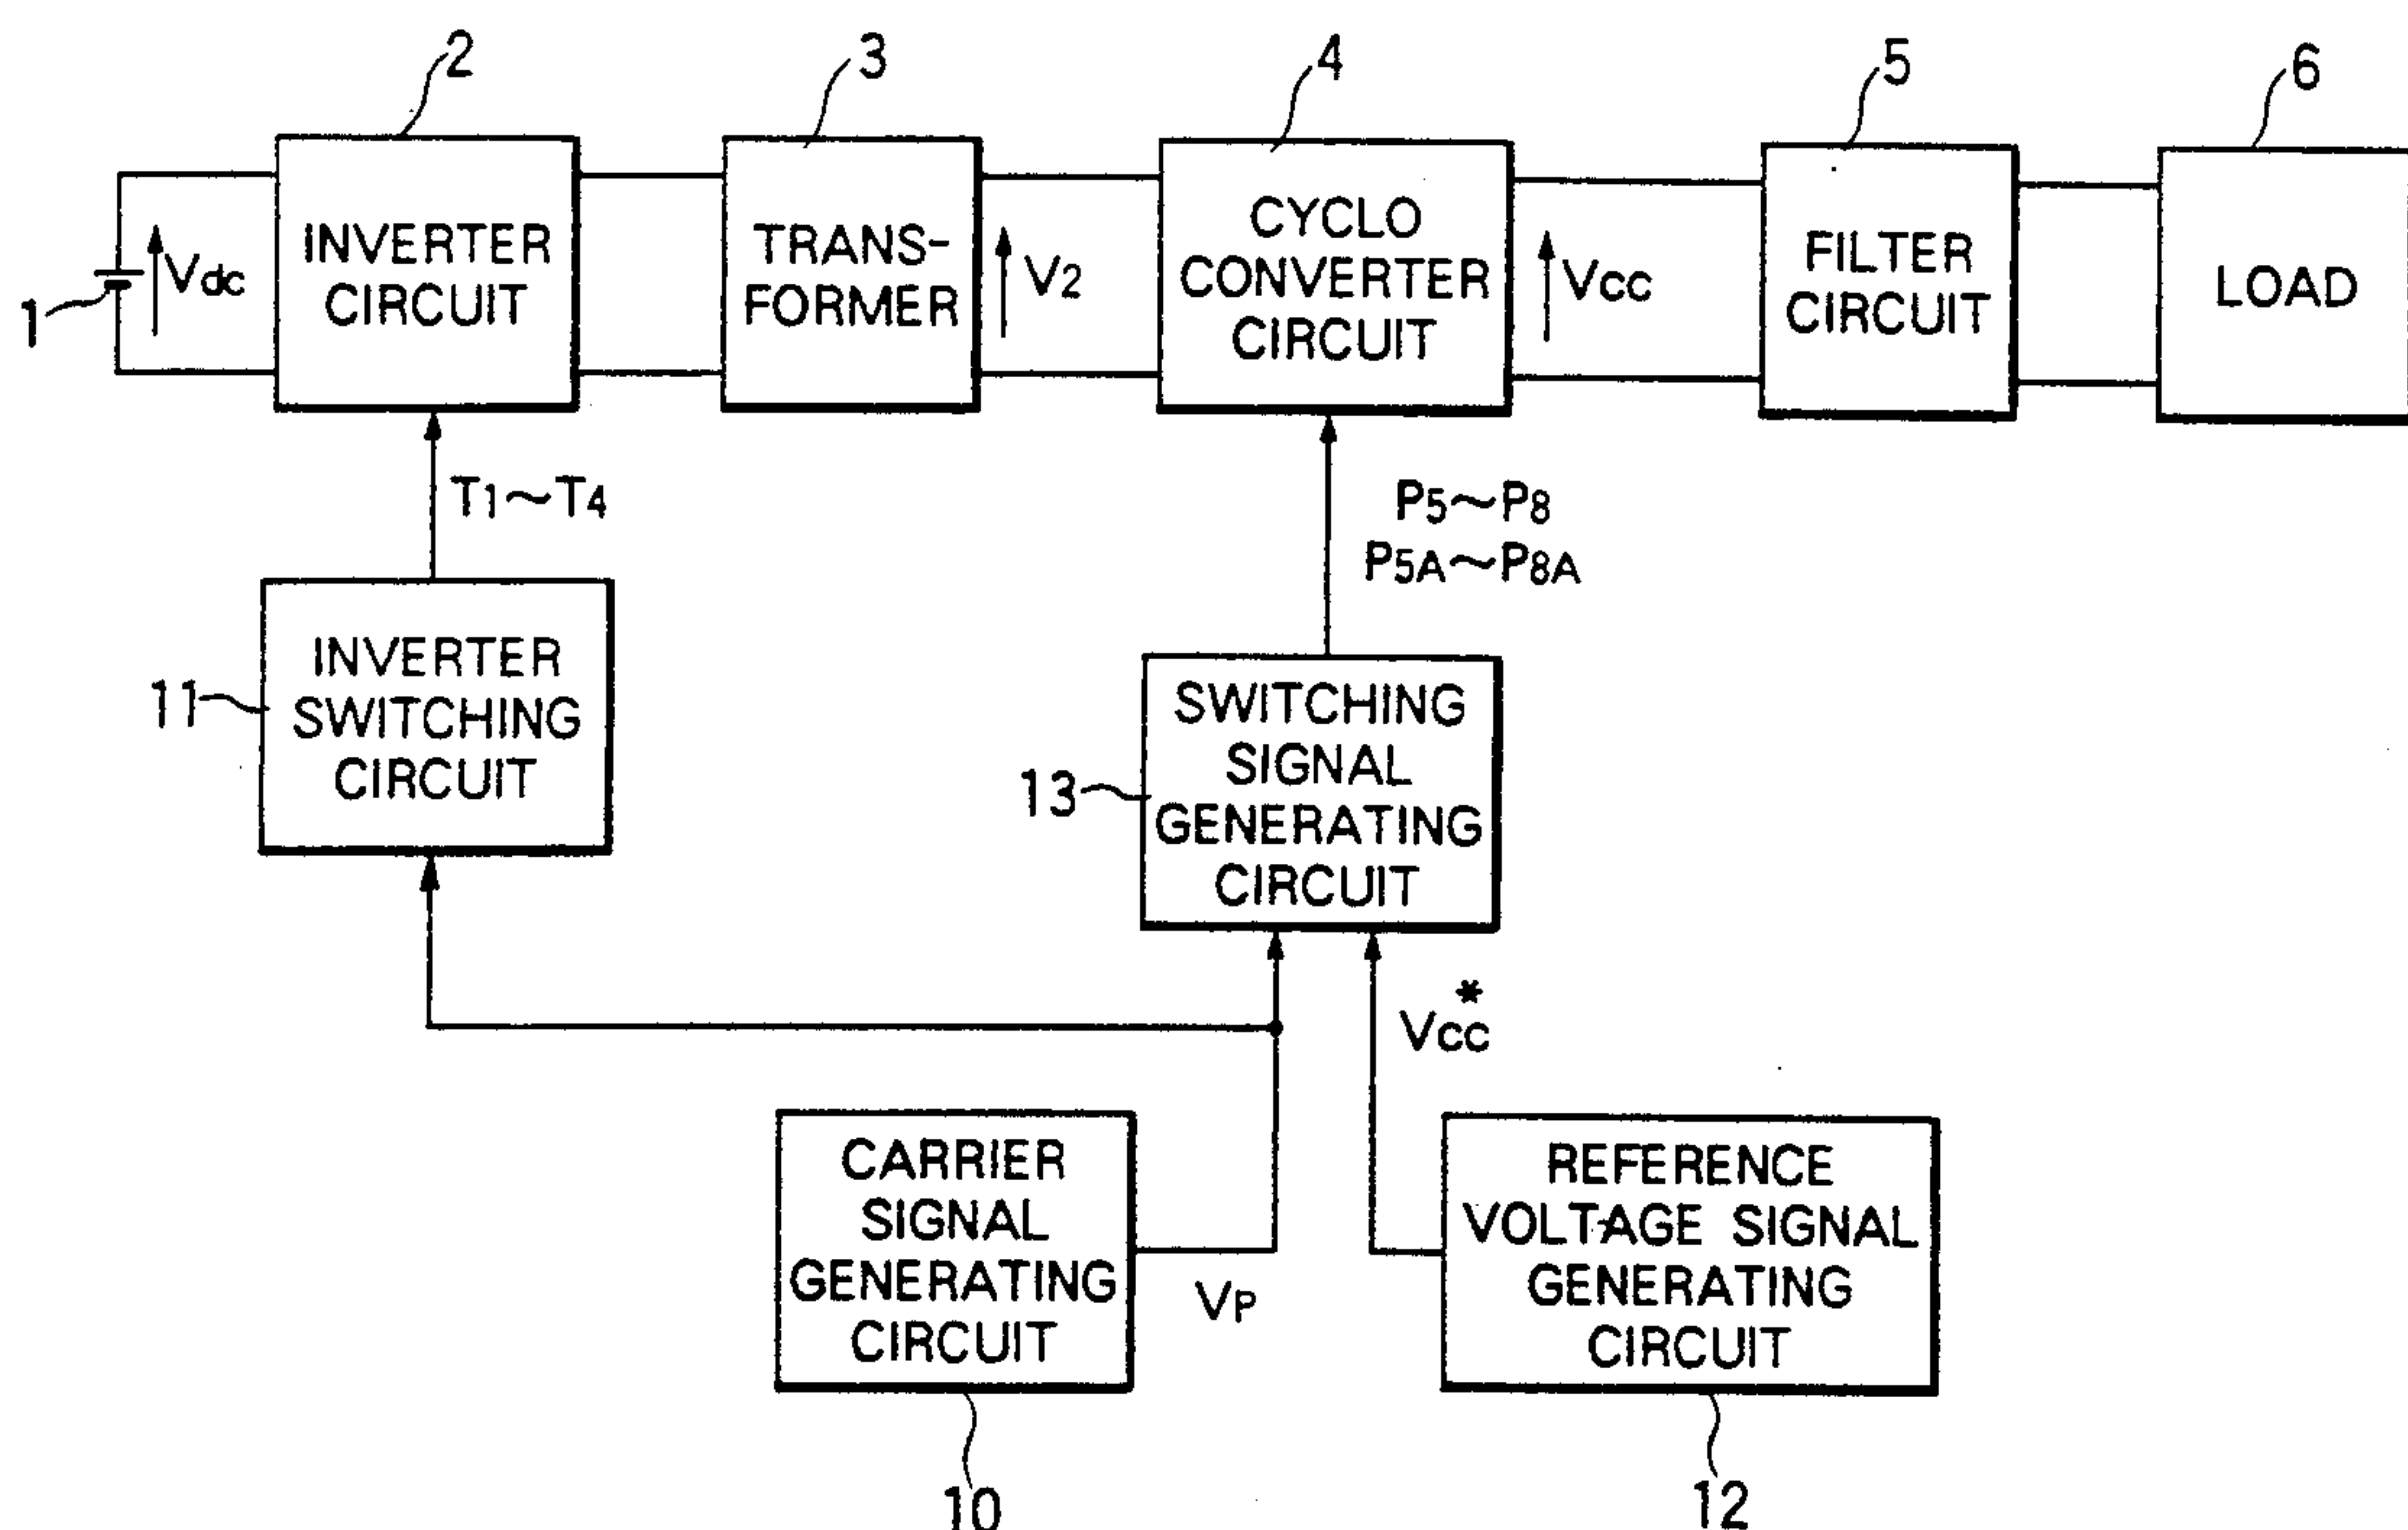 2
3
4
5
6
1
Vdc
INVERTER
CIRCUIT
TRANS-
FORMER
V2
CYCLO
CONVERTER
CIRCUIT
Vcc
FILTER
CIRCUIT
LOAD
T1~T4
P5~P8
P5A~P8A
11
INVERTER
SWITCHING
CIRCUIT
13
SWITCHING
SIGNAL
GENERATING
CIRCUIT
Vcc*
CARRIER
SIGNAL
GENERATING
CIRCUIT
VP
REFERENCE
VOLTAGE SIGNAL
GENERATING
CIRCUIT
10
12